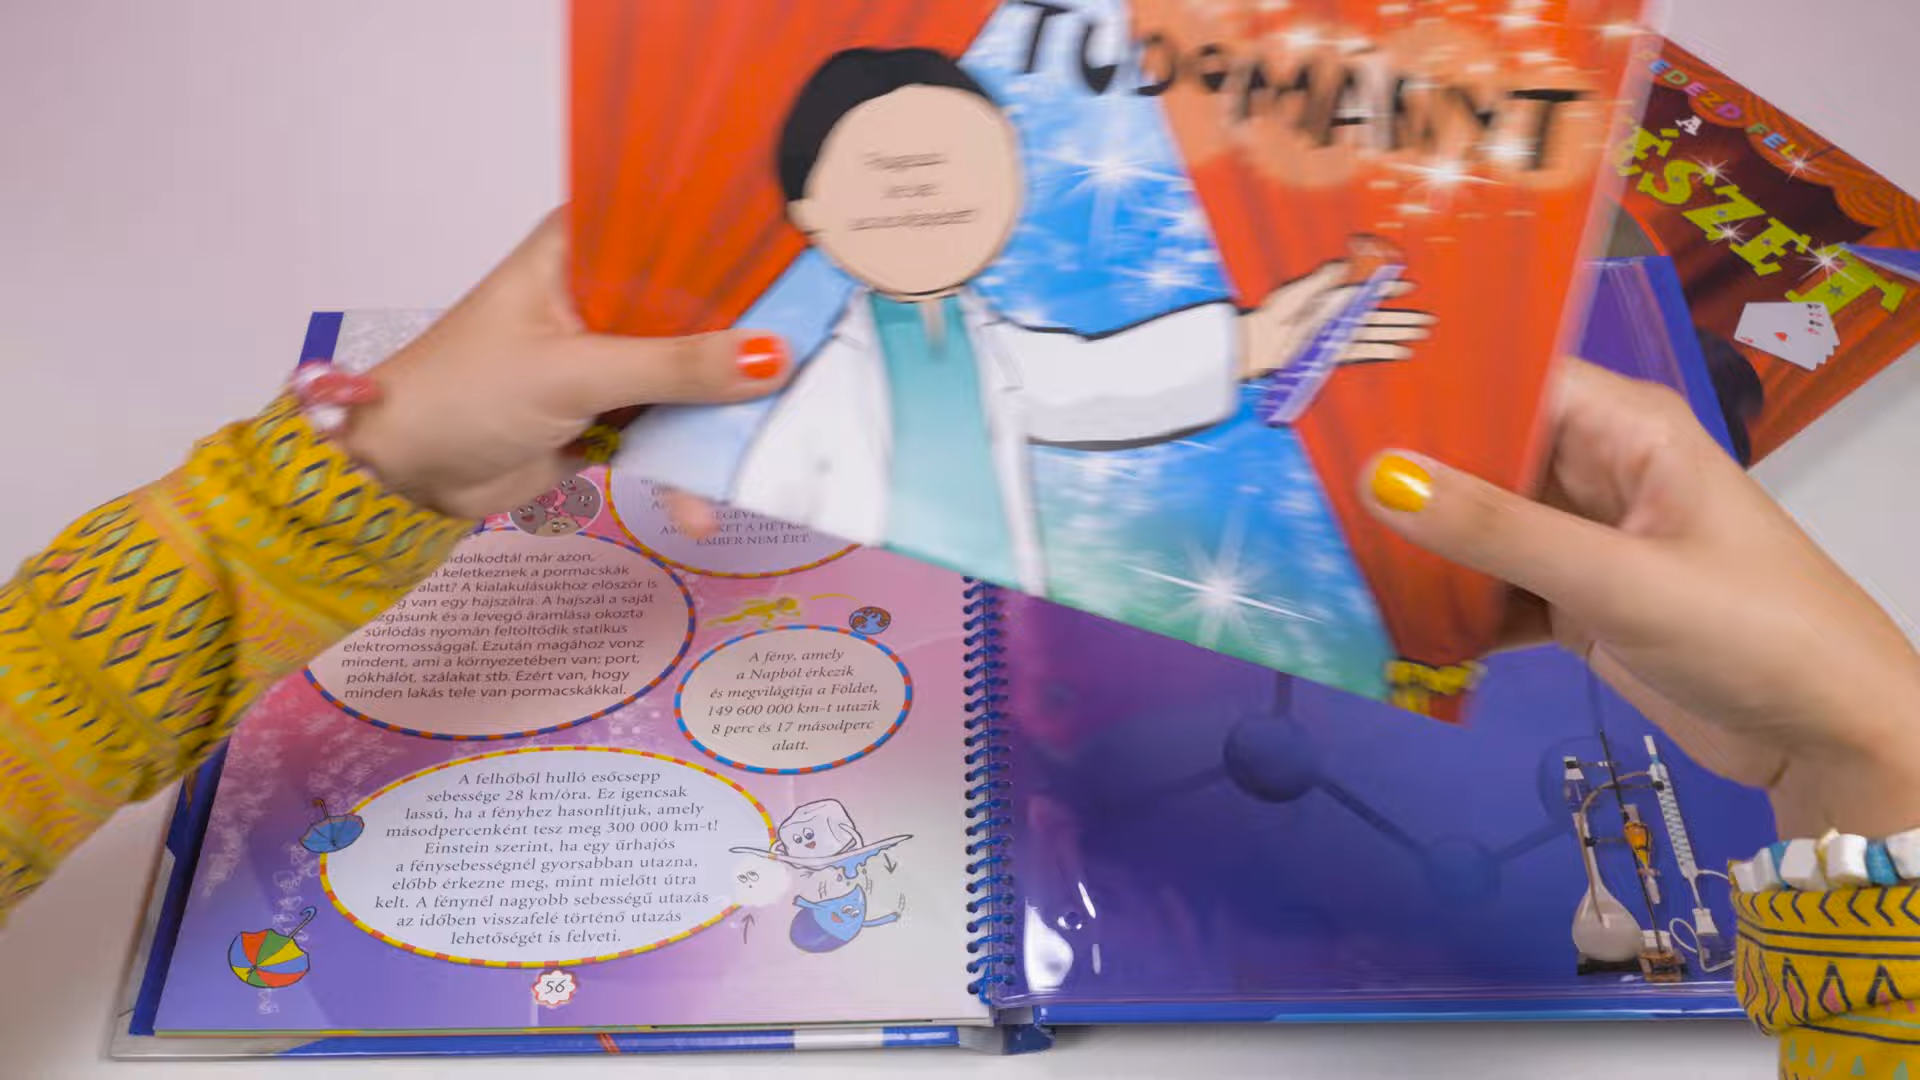 TUDOMÁNYT
FEDEZD FEL
A
ÉSZET
EGÉVE
AM KET A HÉTK
EMBER NEM ÉRT.
ndolkodtál már azon,
keletkeznek a pormacskák
alatt? A kialakulásukhoz először is
g van egy hajszálra. A hajszál a saját
ozgásunk és a levegő áramlása okozta
súrlódás nyomán feltöltődik statikus
elektromossággal. Ezután magához vonz
mindent, ami a környezetében van: port,
pókhálót, szálakat stb. Ezért van, hogy
minden lakás tele van pormacskákkal.
A fény, amely
a Napból érkezik
és megvilágítja a Földet,
149 600 000 km-t utazik
8 perc és 17 másodperc
alatt.
A felhőből hulló esőcsepp
sebessége 28 km/óra. Ez igencsak
lassú, ha a fényhez hasonlítjuk, amely
másodpercenként tesz meg 300 000 km-t!
Einstein szerint, ha egy űrhajós
a fénysebességnél gyorsabban utazna,
előbb érkezne meg, mint mielőtt útra
kelt. A fénynél nagyobb sebességű utazás
az időben visszafelé történő utazás
lehetőségét is felveti.
56